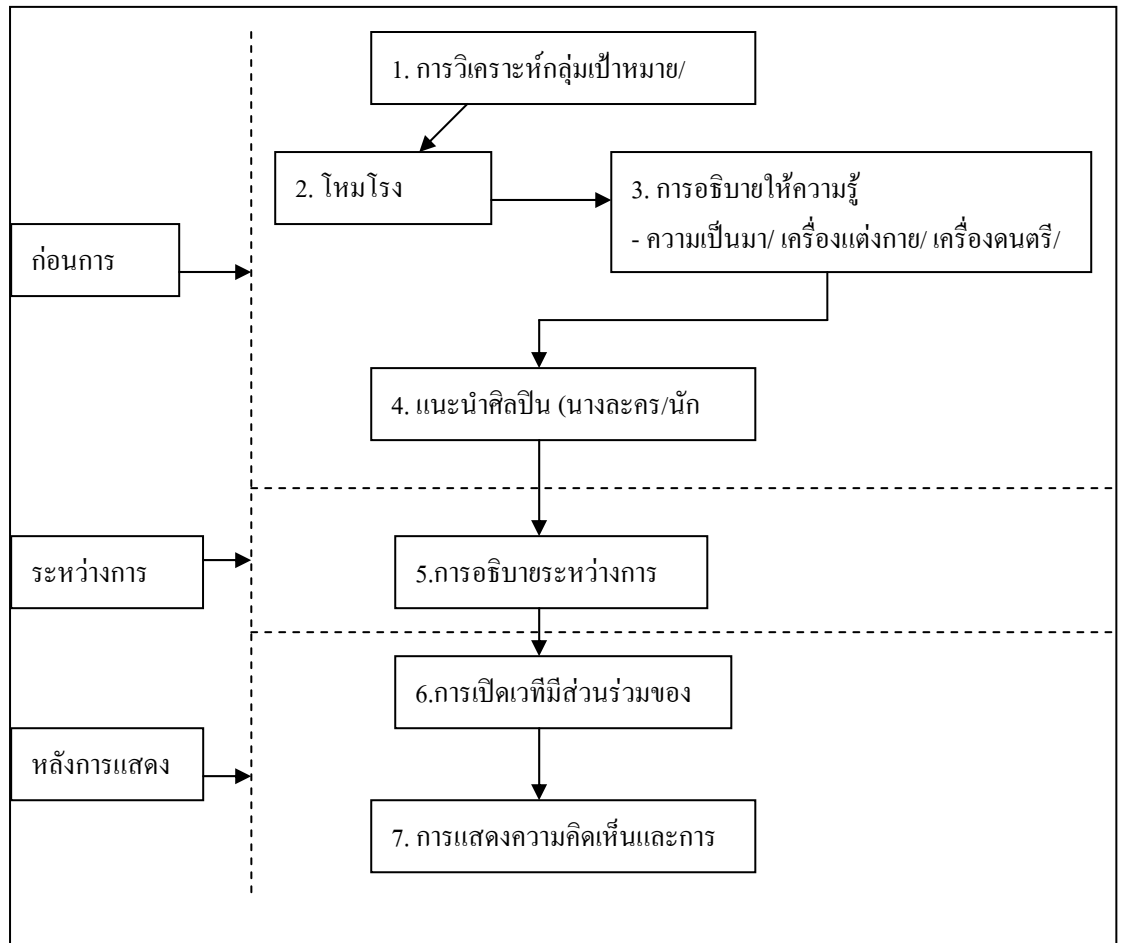 1. การวิเคราะห์กลุ่มเป้าหมาย/
2. โหมโรง
3. การอธิบายให้ความรู้
- ความเป็นมา/ เครื่องแต่งกาย/ เครื่องดนตรี/
ก่อนการ
4. แนะนำศิลปิน (นางละคร/นัก
ระหว่างการ
5.การอธิบายระหว่างการ
6.การเปิดเวทีมีส่วนร่วมของ
หลังการแสดง
7. การแสดงความคิดเห็นและการ